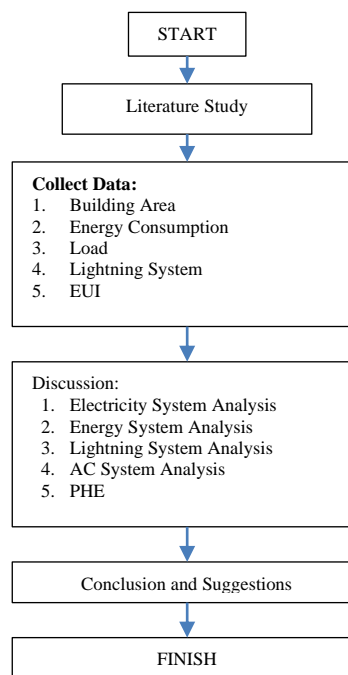 START
Literature Study
Collect Data:
1. Building Area
2. Energy Consumption
3. Load
4. Lightning System
5. EUI
Discussion:
1. Electricity System Analysis
2. Energy System Analysis
3. Lightning System Analysis
4. AC System Analysis
5. PHE
Conclusion and Suggestions
FINISH